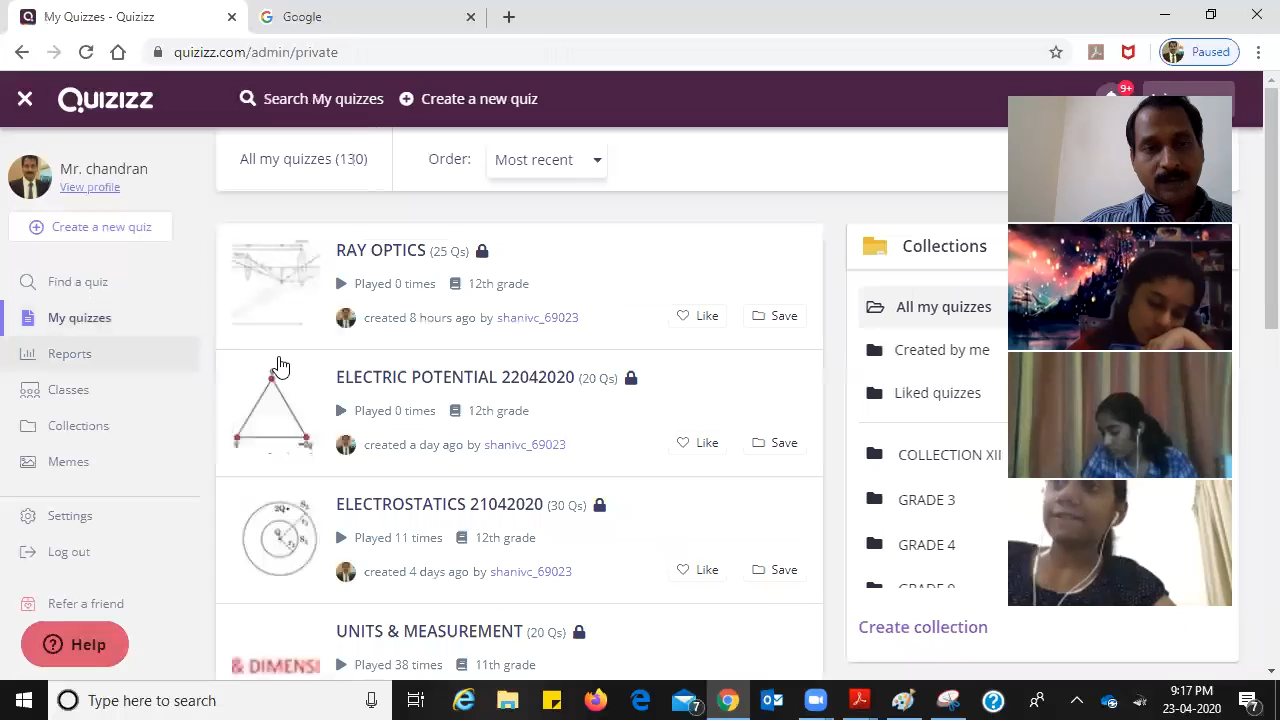 My Quizzes - Quizizz
Google
quizizz.com/admin/private
Paused
Quizizz
Search My quizzes
Create a new quiz
9+
Mr. chandran
View profile
Create a new quiz
Find a quiz
My quizzes
Reports
Classes
Collections
Memes
Settings
Log out
Refer a friend
Help
All my quizzes (130)
Order:
Most recent
RAY OPTICS (25 Qs)
Played 0 times
12th grade
created 8 hours ago by shanivc_69023
Like
Save
ELECTRIC POTENTIAL 22042020 (20 Qs)
Played 0 times
12th grade
created a day ago by shanivc_69023
Like
Save
ELECTROSTATICS 21042020 (30 Qs)
Played 11 times
12th grade
created 4 days ago by shanivc_69023
Like
Save
UNITS & MEASUREMENT (20 Qs)
& DIMENS
Played 38 times
11th grade
Collections
All my quizzes
Created by me
Liked quizzes
COLLECTION XII
GRADE 3
GRADE 4
Create collection
Type here to search
7
9:17 PM
23-04-2020
7